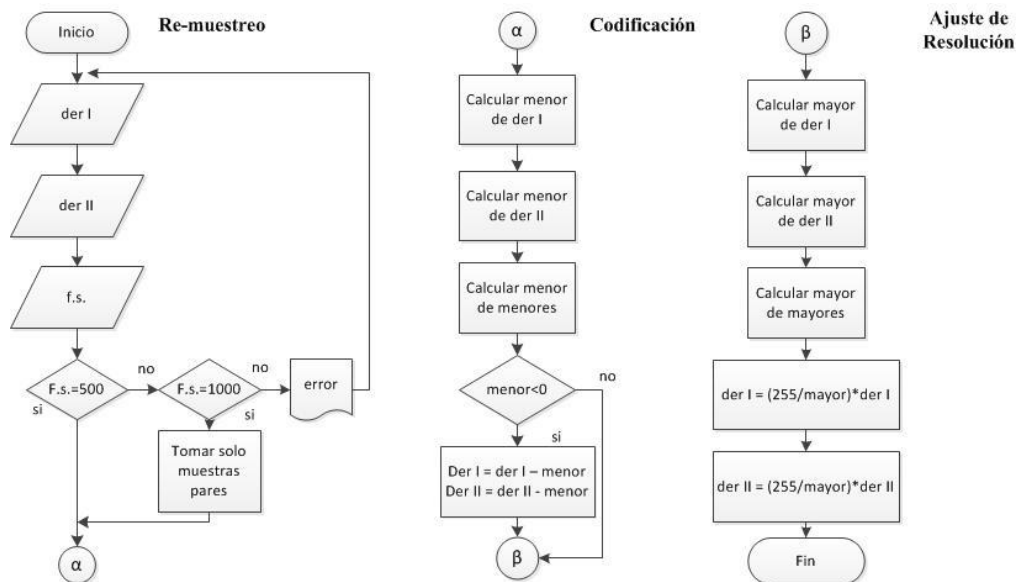 Re-muestreo
Inicio
der I
der II
f.s.
F.s.=500
no
si
F.s.=1000
no
si
error
Tomar solo
muestras
pares
α
Codificación
α
Calcular menor
de der I
Calcular menor
de der II
Calcular menor
de menores
menor<0
no
sí
Der I = der I – menor
Der II = der II - menor
β
Ajuste de
Resolución
β
Calcular mayor
de der I
Calcular mayor
de der II
Calcular mayor
de mayores
der I = (255/mayor)*der I
der II = (255/mayor)*der II
Fin